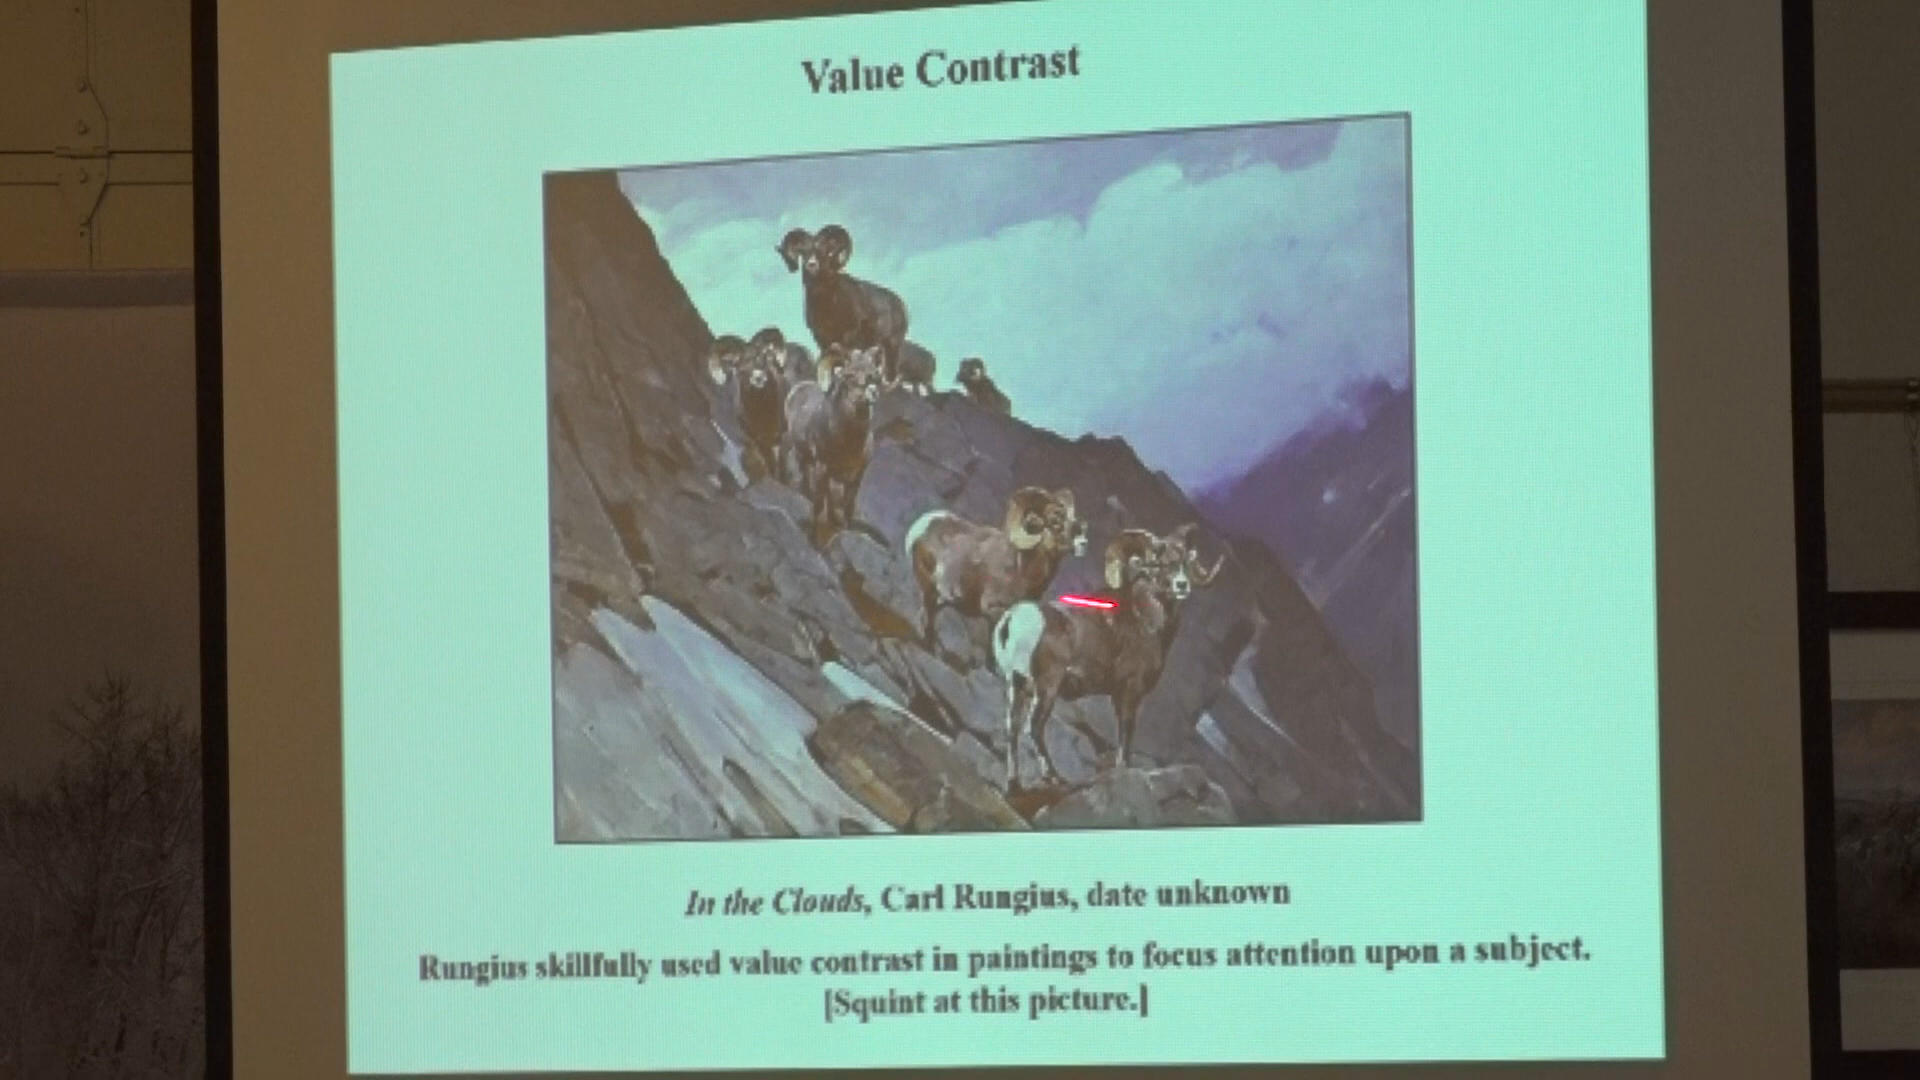 Value Contrast
In the Clouds, Carl Rungius, date unknown
Rungius skillfully used value contrast in paintings to focus attention upon a subject.
[Squint at this picture.]